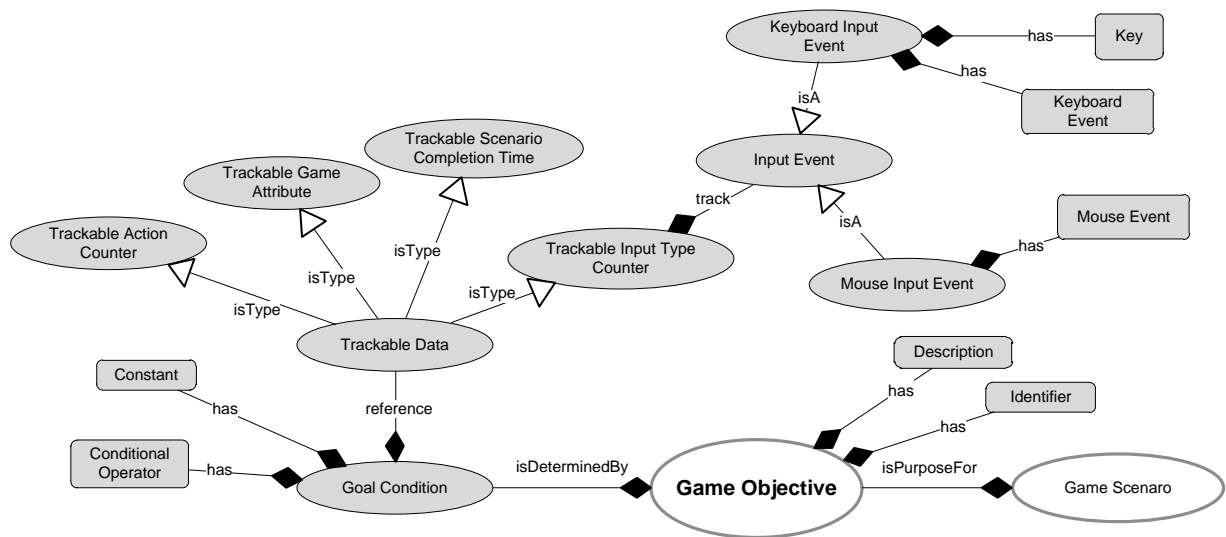 Keyboard Input
Event
has
Key
has
Keyboard
Event
isA
Trackable Scenario
Completion Time
Input Event
Trackable Game
Attribute
track
isA
Mouse Event
has
Trackable Action
Counter
Trackable Input Type
Counter
Mouse Input Event
isType
isType
isType
isType
Trackable Data
Description
Constant
has
Identifier
has
reference
has
Conditional
Operator
has
Goal Condition
isDeterminedBy
Game Objective
isPurposeFor
Game Scenaro